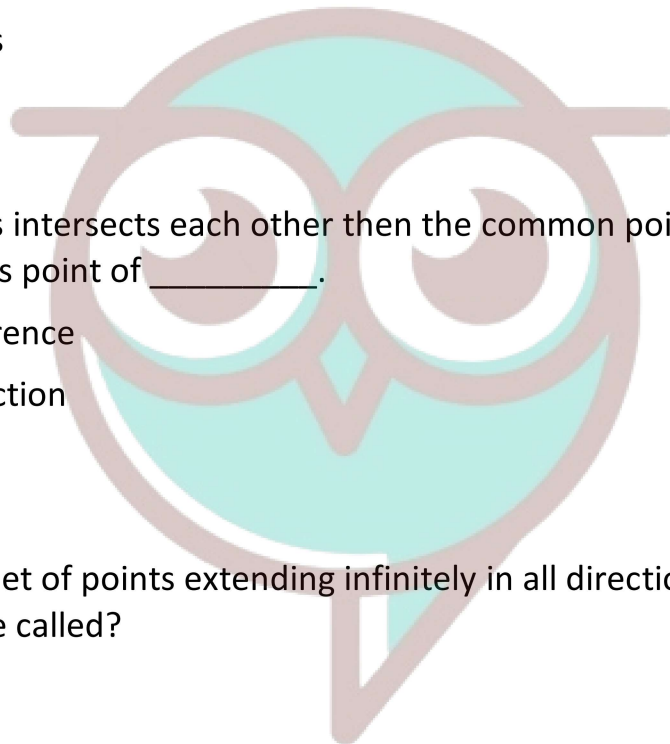 s
s intersects each other then the common poi
s point of _________.
rence
ction
et of points extending infinitely in all directio
e called?